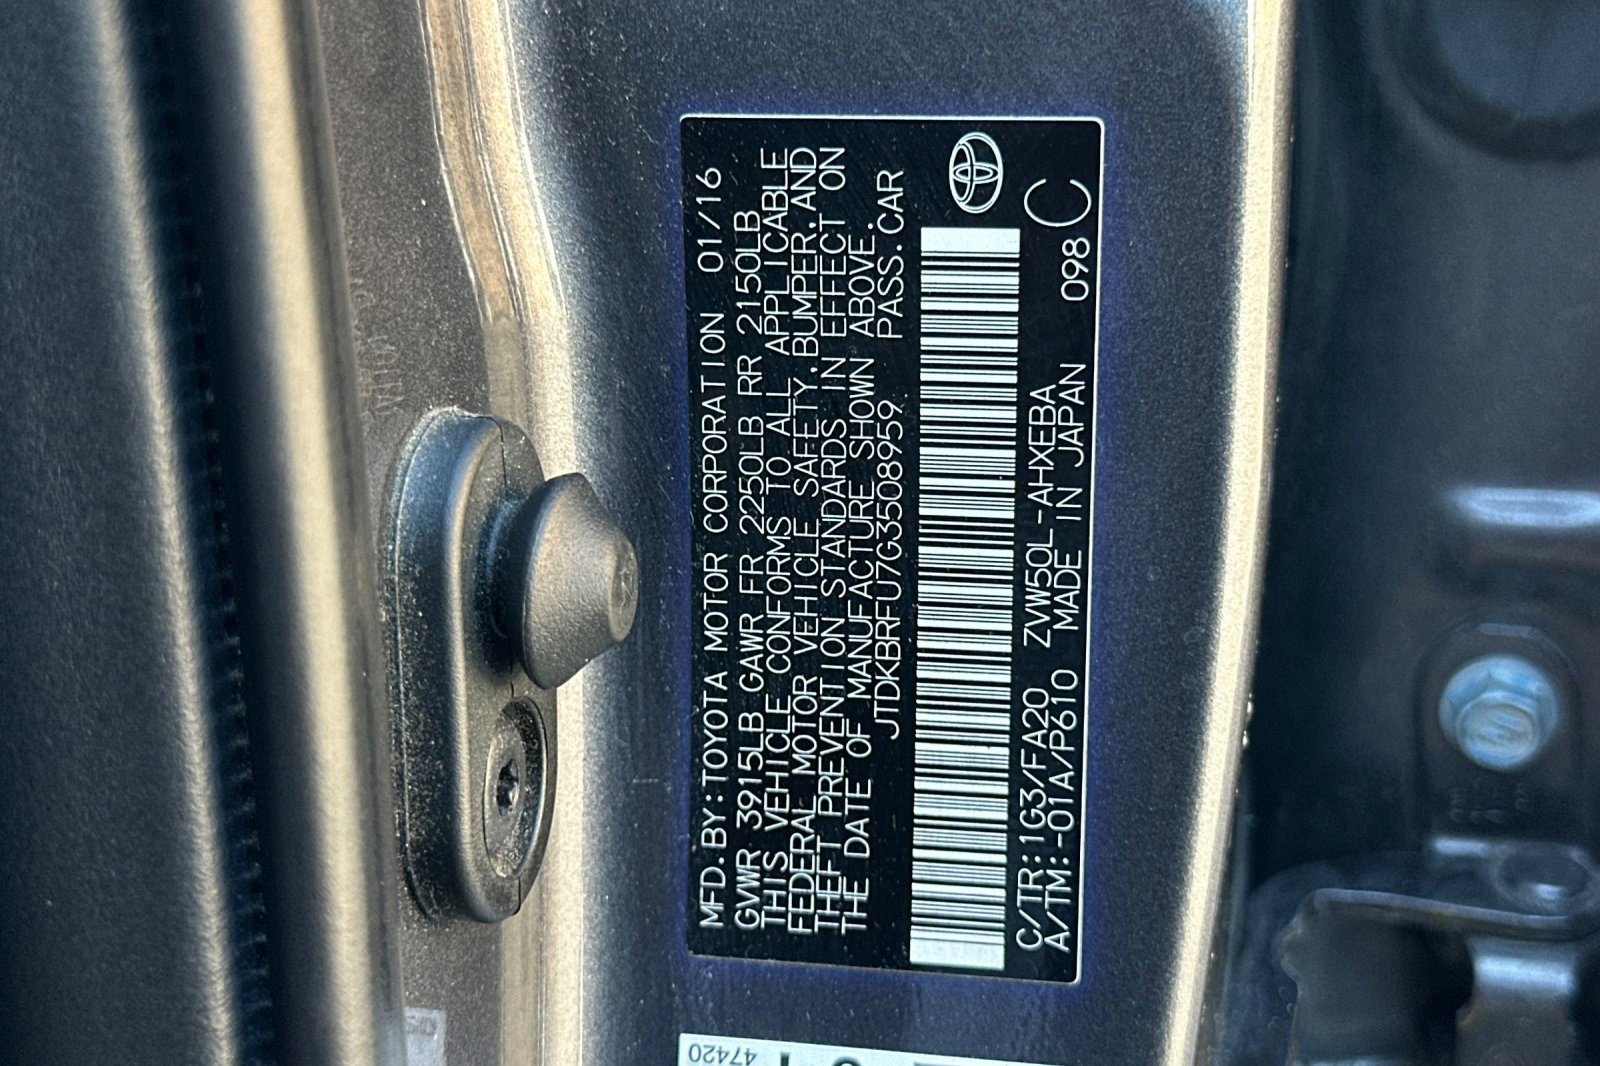 MFD.BY:TOYOTA MOTOR CORPORATION 01/16
GVWR 3915LB GAWR FR 2250LB RR 2150LB
THIS VEHICLE CONFORMS TO ALL APPLICABLE
FEDERAL MOTOR VEHICLE SAFETY,BUMPER,AND
THEFT PREVENTION STANDARDS IN EFFECT ON
THE DATE OF MANUFACTURE SHOWN ABOVE.
JTDKBRFU7G3508959 PASS.CAR
C/TR:1G3/FA20 ZVW50L-AHXEBA
A/TM:-01A/P610 MADE IN JAPAN 098 C
47420